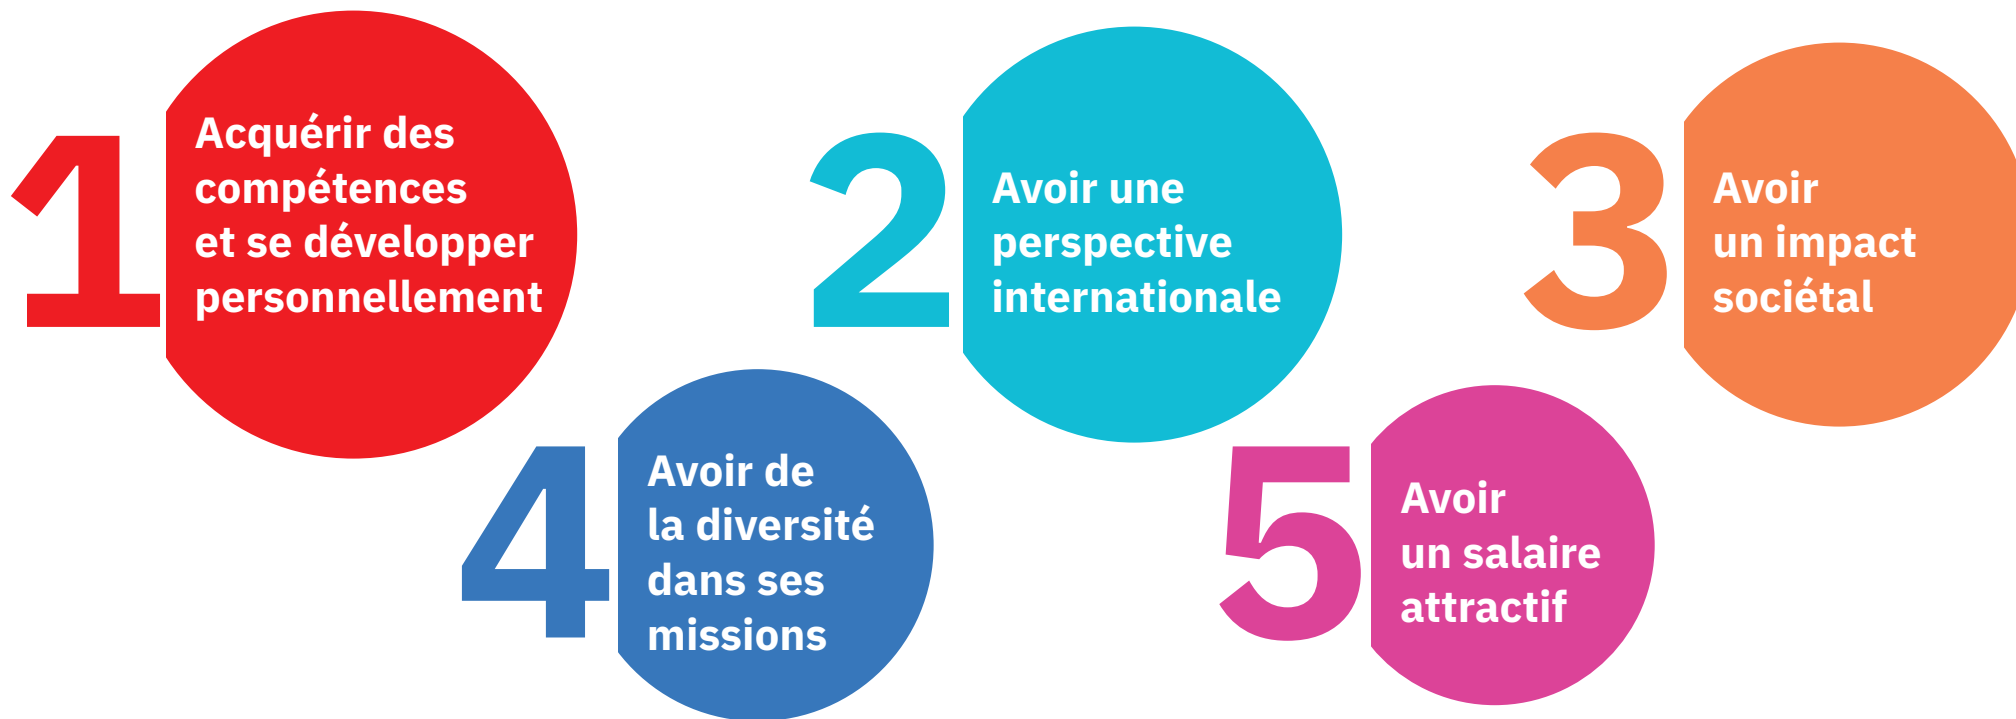 1
Acquérir des
compétences
et se développer
personnellement
2
Avoir une
perspective
internationale
3
Avoir
un impact
sociétal
4
Avoir de
la diversité
dans ses
missions
5
Avoir
un salaire
attractif